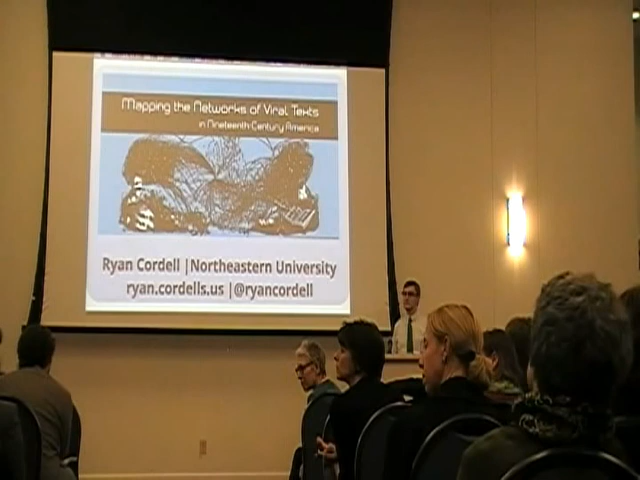 Mapping the Networks of Viral Texts
in Nineteenth-Century America
Ryan Cordell |Northeastern University
ryan.cordells.us |@ryancordell